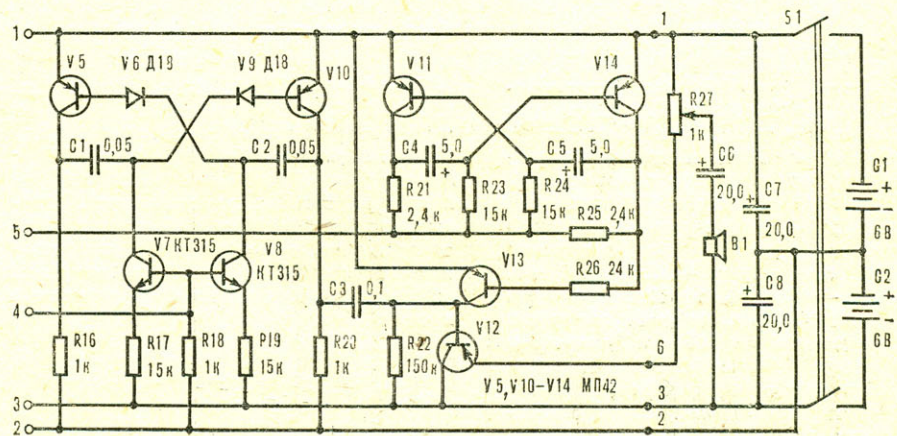 1
V5
V6 Д18
V9 Д18
V10
V11
V14
1
S1
R27
1к
C1 0,05
C2 0,05
C4 5,0
C5 5,0
C6
20,0
C7
20,0
G1
6В
R21
2,4к
R23
15к
R24
15к
R25 2,4к
B1
5
V7 КТ315
V8
КТ315
V13
R26 24к
C8
20,0
G2
6В
C3 0,1
4
V12
6
R16
1к
R17
15к
R18
1к
R19
15к
R20
1к
R22
150к
V5, V10–V14 МП42
3
3
2
2